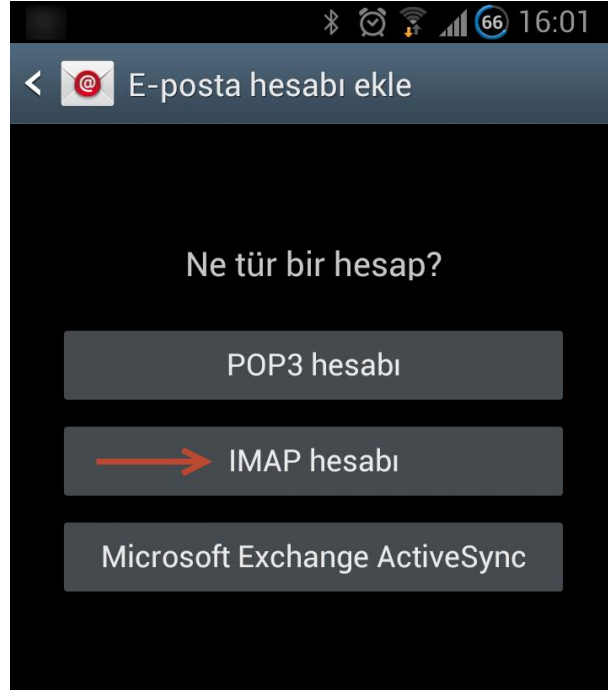 66 16:01
@ E-posta hesabı ekle
Ne tür bir hesap?
POP3 hesabı
IMAP hesabı
Microsoft Exchange ActiveSync